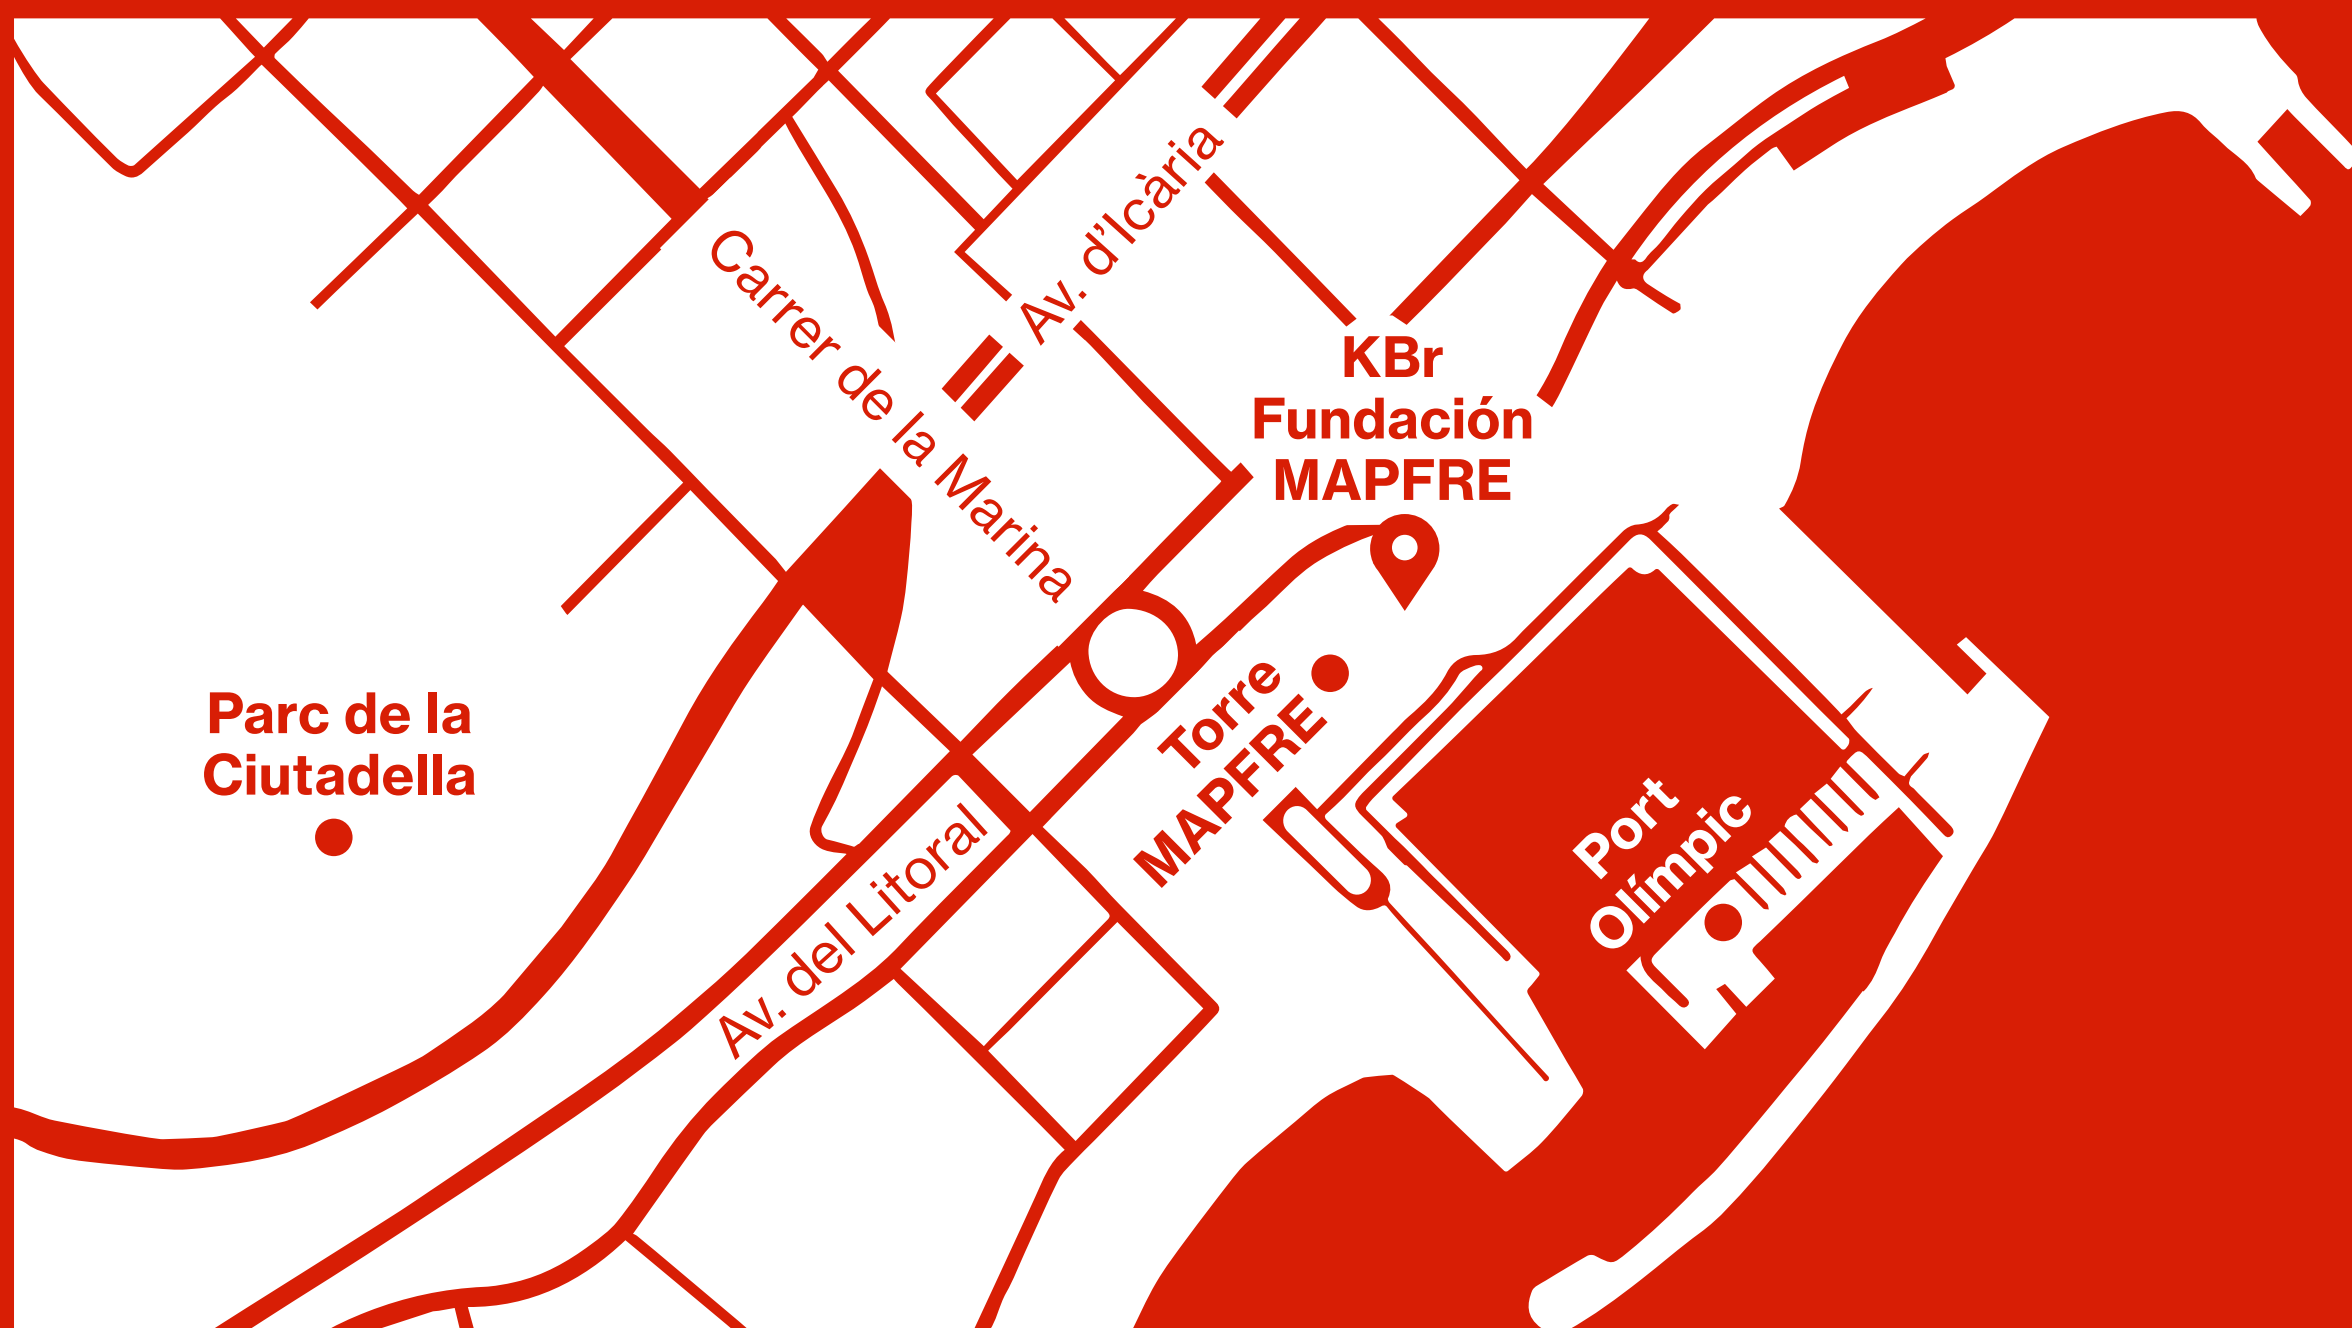 Av. d'Icària
Carrer de la Marina
KBr
Fundación
MAPFRE
Parc de la
Ciutadella
Torre
MAPFRE
Port
Olímpic
Av. del Litoral